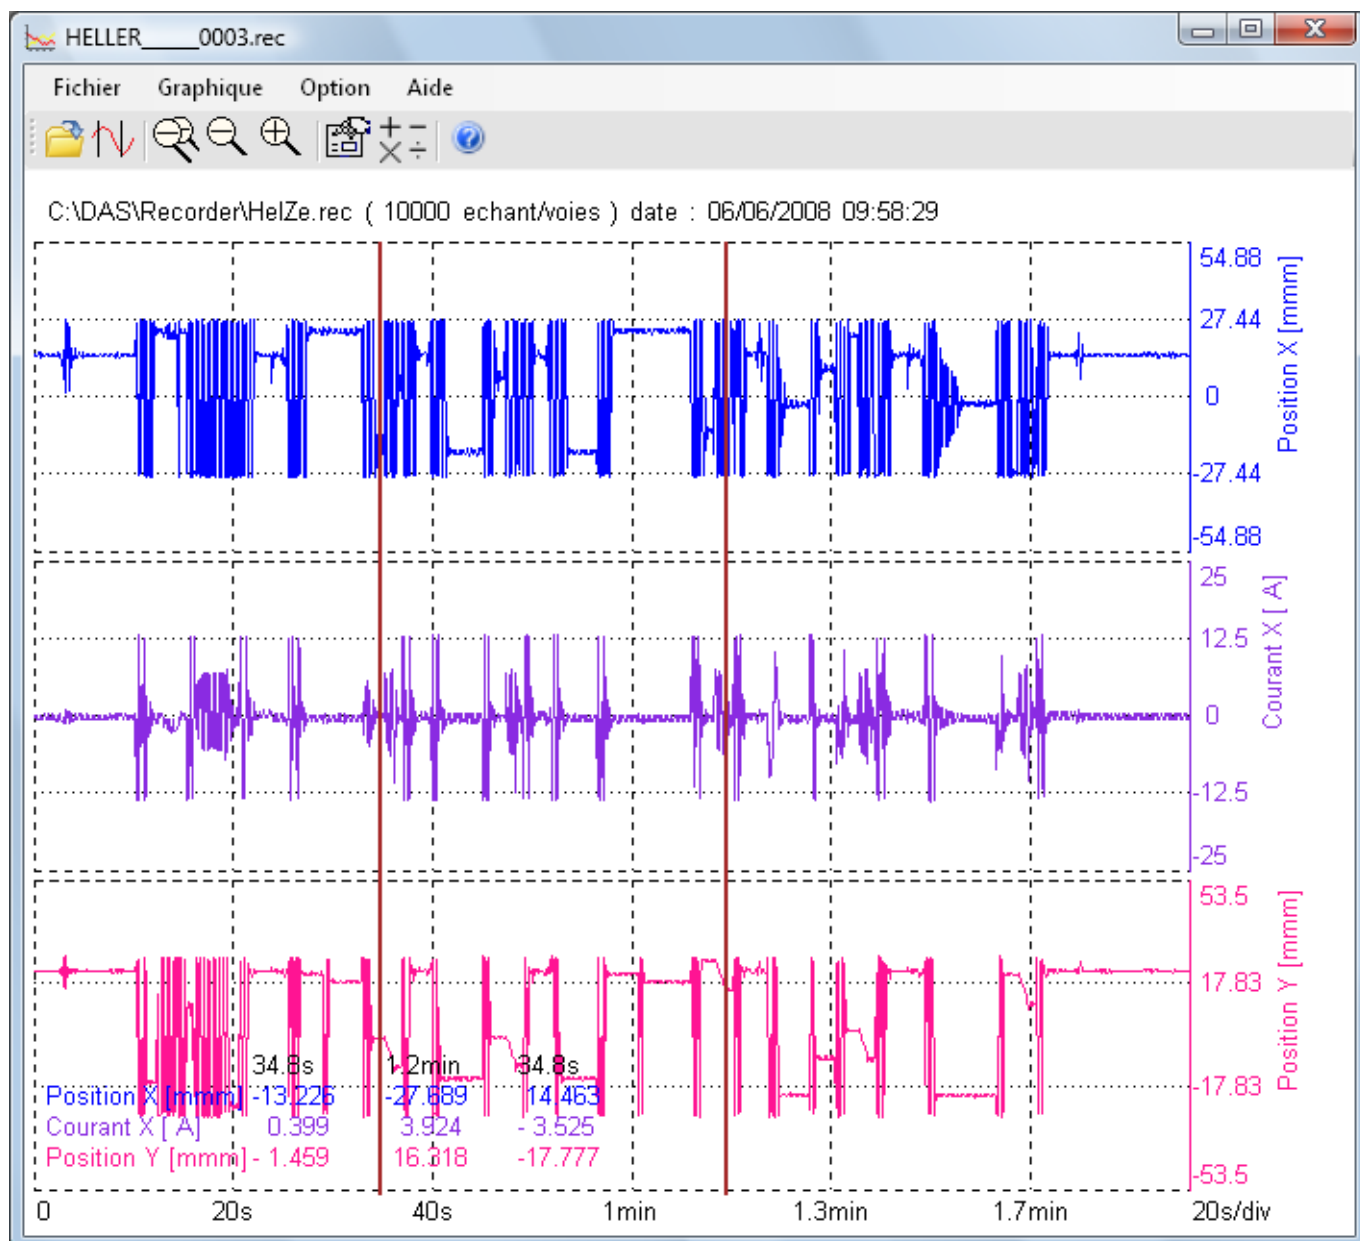 HELLER_____0003.rec
Fichier Graphique Option Aide
C:\DAS\Recorder\HelZe.rec ( 10000 echant/voies ) date : 06/06/2008 09:58:29
54.88
27.44
0
-27.44
-54.88
Position X [mmm]
25
12.5
0
-12.5
-25
Courant X [ A]
53.5
17.83
-17.83
-53.5
Position Y [mmm]
34.8s 1.2min 34.8s
Position X [mmm] -13.226 -27.689 14.463
Courant X [ A] 0.399 3.924 - 3.525
Position Y [mmm] - 1.459 16.318 -17.777
0 20s 40s 1min 1.3min 1.7min 20s/div